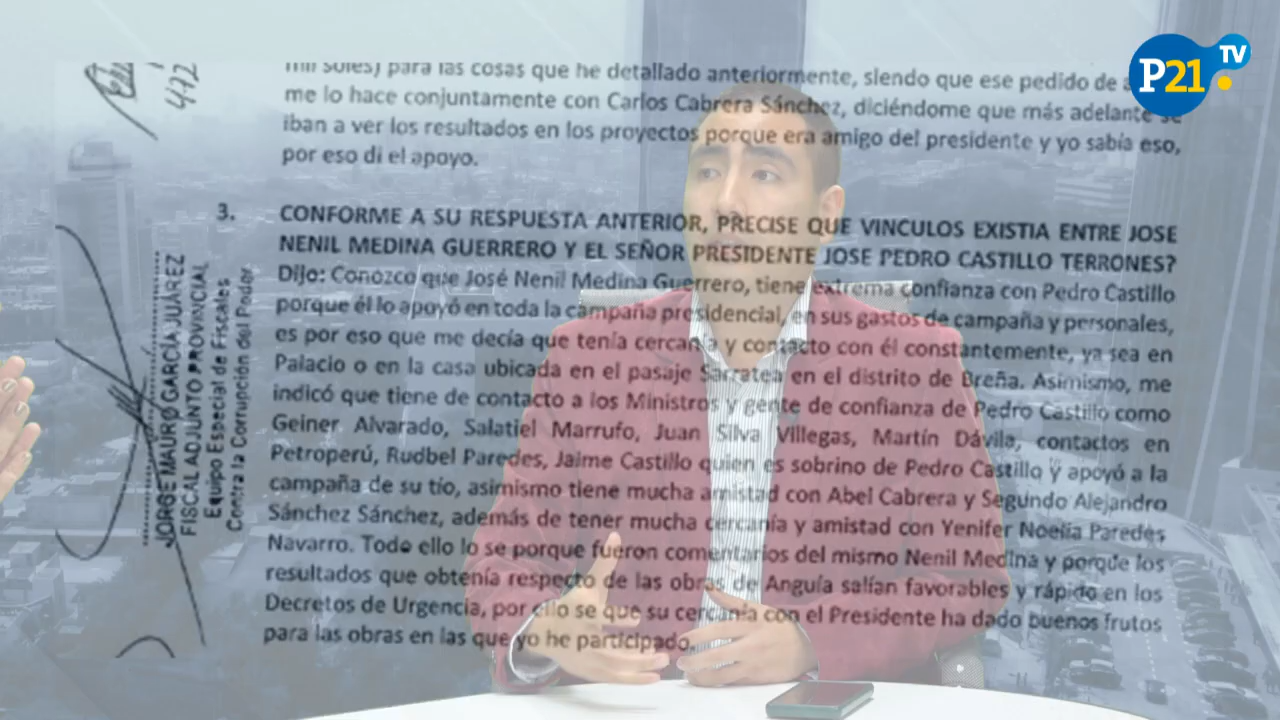 P21 TV
472
mil soles) para las cosas que he detallado anteriormente, siendo que ese pedido de
me lo hace conjuntamente con Carlos Cabrera Sánchez, diciéndome que más adelante se
iban a ver los resultados en los proyectos porque era amigo del presidente y yo sabía eso,
por eso di el apoyo.
3. CONFORME A SU RESPUESTA ANTERIOR, PRECISE QUE VINCULOS EXISTIA ENTRE JOSE
NENIL MEDINA GUERRERO Y EL SEÑOR PRESIDENTE JOSE PEDRO CASTILLO TERRONES?
Dijo: Conozco que José Nenil Medina Guerrero, tiene extrema confianza con Pedro Castillo
porque él lo apoyó en toda la campaña presidencial, en sus gastos de campaña y personales,
es por eso que me decía que tenía cercanía y contacto con él constantemente, ya sea en
Palacio o en la casa ubicada en el pasaje Sarratea en el distrito de Breña. Asimismo, me
indicó que tiene de contacto a los Ministros y gente de confianza de Pedro Castillo como
Geiner Alvarado, Salatiel Marrufo, Juan Silva Villegas, Martín Dávila, contactos en
Petroperú, Rudbel Paredes, Jaime Castillo quien es sobrino de Pedro Castillo y apoyó a la
campaña de su tío, asimismo tiene mucha amistad con Abel Cabrera y Segundo Alejandro
Sánchez Sánchez, además de tener mucha cercanía y amistad con Yenifer Noelia Paredes
Navarro. Todo ello lo se porque fueron comentarios del mismo Nenil Medina y porque los
resultados que obtenía respecto de las obras de Anguía salían favorables y rápido en los
Decretos de Urgencia, por ello se que su cercanía con el Presidente ha dado buenos frutos
para las obras en las que yo he participado.
JORGE MAURO GARCÍA JUÁREZ
FISCAL ADJUNTO PROVINCIAL
Equipo Especial de Fiscales
Contra la Corrupción del Poder